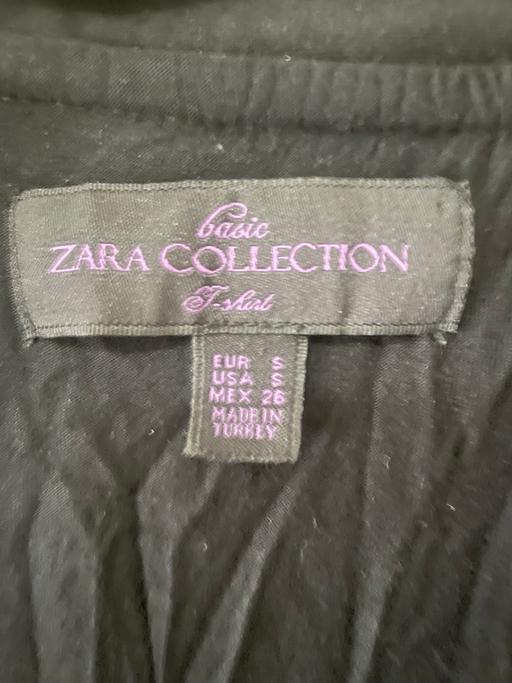 basic
ZARA COLLECTION
T-shirt
EUR S
USA S
MEX 26
MADE IN
TURKEY